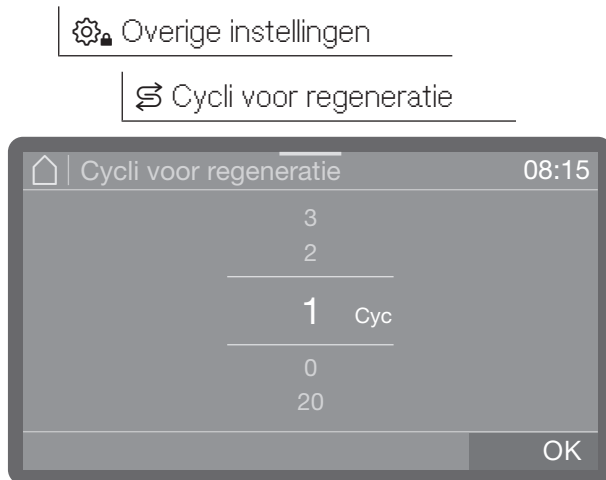 Overige instellingen
Cycli voor regeneratie
Cycli voor regeneratie 08:15
3
2
1 Cyc
0
20
OK